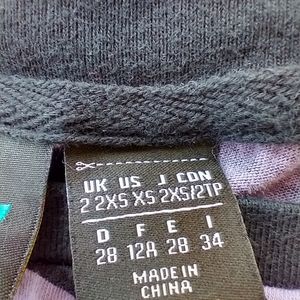 UK US J CDN
2 2XS XS 2XS/2TP
D F E I
28 12A 28 34
MADE IN
CHINA